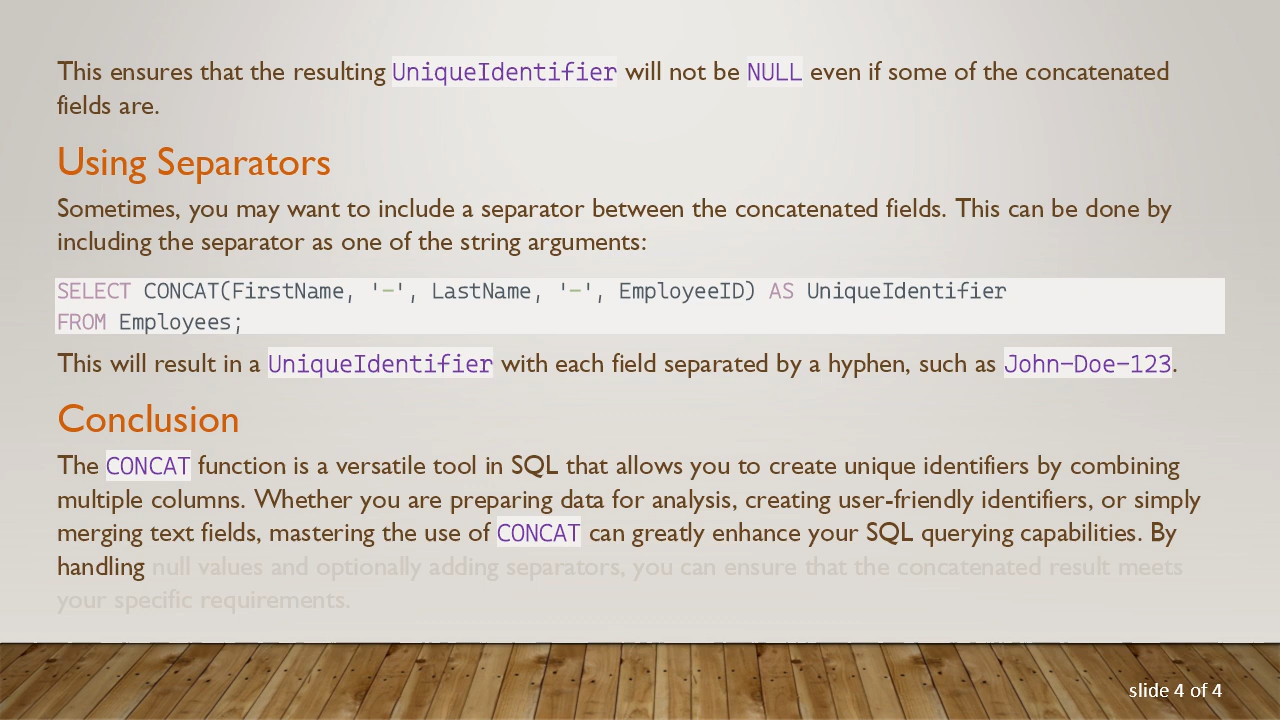 This ensures that the resulting UniqueIdentifier will not be NULL even if some of the concatenated
fields are.
Using Separators
Sometimes, you may want to include a separator between the concatenated fields. This can be done by
including the separator as one of the string arguments:
SELECT CONCAT(FirstName, '-', LastName, '-', EmployeeID) AS UniqueIdentifier
FROM Employees;
This will result in a UniqueIdentifier with each field separated by a hyphen, such as John-Doe-123.
Conclusion
The CONCAT function is a versatile tool in SQL that allows you to create unique identifiers by combining
multiple columns. Whether you are preparing data for analysis, creating user-friendly identifiers, or simply
merging text fields, mastering the use of CONCAT can greatly enhance your SQL querying capabilities. By
handling null values and optionally adding separators, you can ensure that the concatenated result meets
your specific requirements.
slide 4 of 4